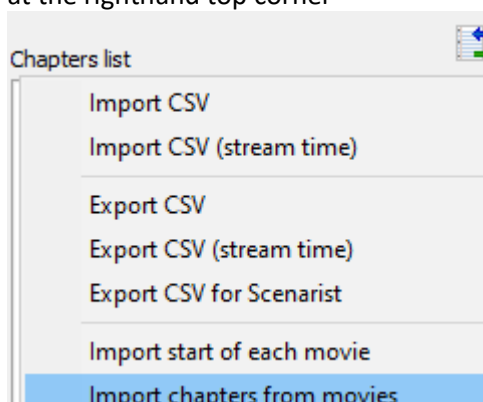 at the righthand top corner
Chapters list
Import CSV
Import CSV (stream time)
Export CSV
Export CSV (stream time)
Export CSV for Scenarist
Import start of each movie
Import chapters from movies